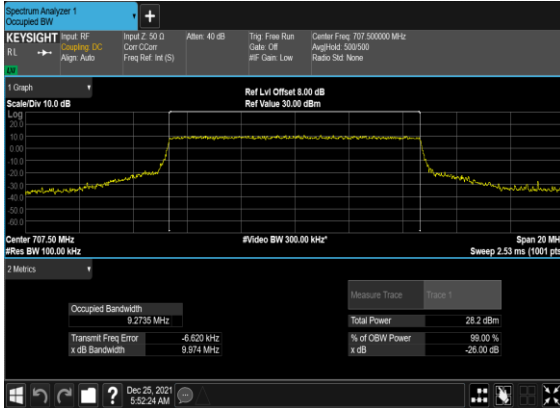 Spectrum Analyzer 1
Occupied BW
+
KEYSIGHT
RL
Input: RF
Coupling: DC
Align: Auto
Input Z: 50 Ω
Corr CCorr
Freq Ref: Int (S)
Atten: 40 dB
Trig: Free Run
Gate: Off
#IF Gain: Low
Center Freq: 707.500000 MHz
Avg|Hold: 500/500
Radio Std: None
1 Graph
Scale/Div 10.0 dB
Ref Lvl Offset 8.00 dB
Ref Value 30.00 dBm
Log
20.0
10.0
0.00
-10.0
-20.0
-30.0
-40.0
-50.0
-60.0
Center 707.50 MHz
#Res BW 100.00 kHz
#Video BW 300.00 kHz*
Span 20 MH
Sweep 2.53 ms (1001 pts
2 Metrics
Measure Trace Trace 1
Occupied Bandwidth
9.2735 MHz
Total Power 28.2 dBm
Transmit Freq Error -6.620 kHz
% of OBW Power 99.00 %
x dB Bandwidth 9.974 MHz
x dB -26.00 dB
?
Dec 25, 2021
5:52:24 AM